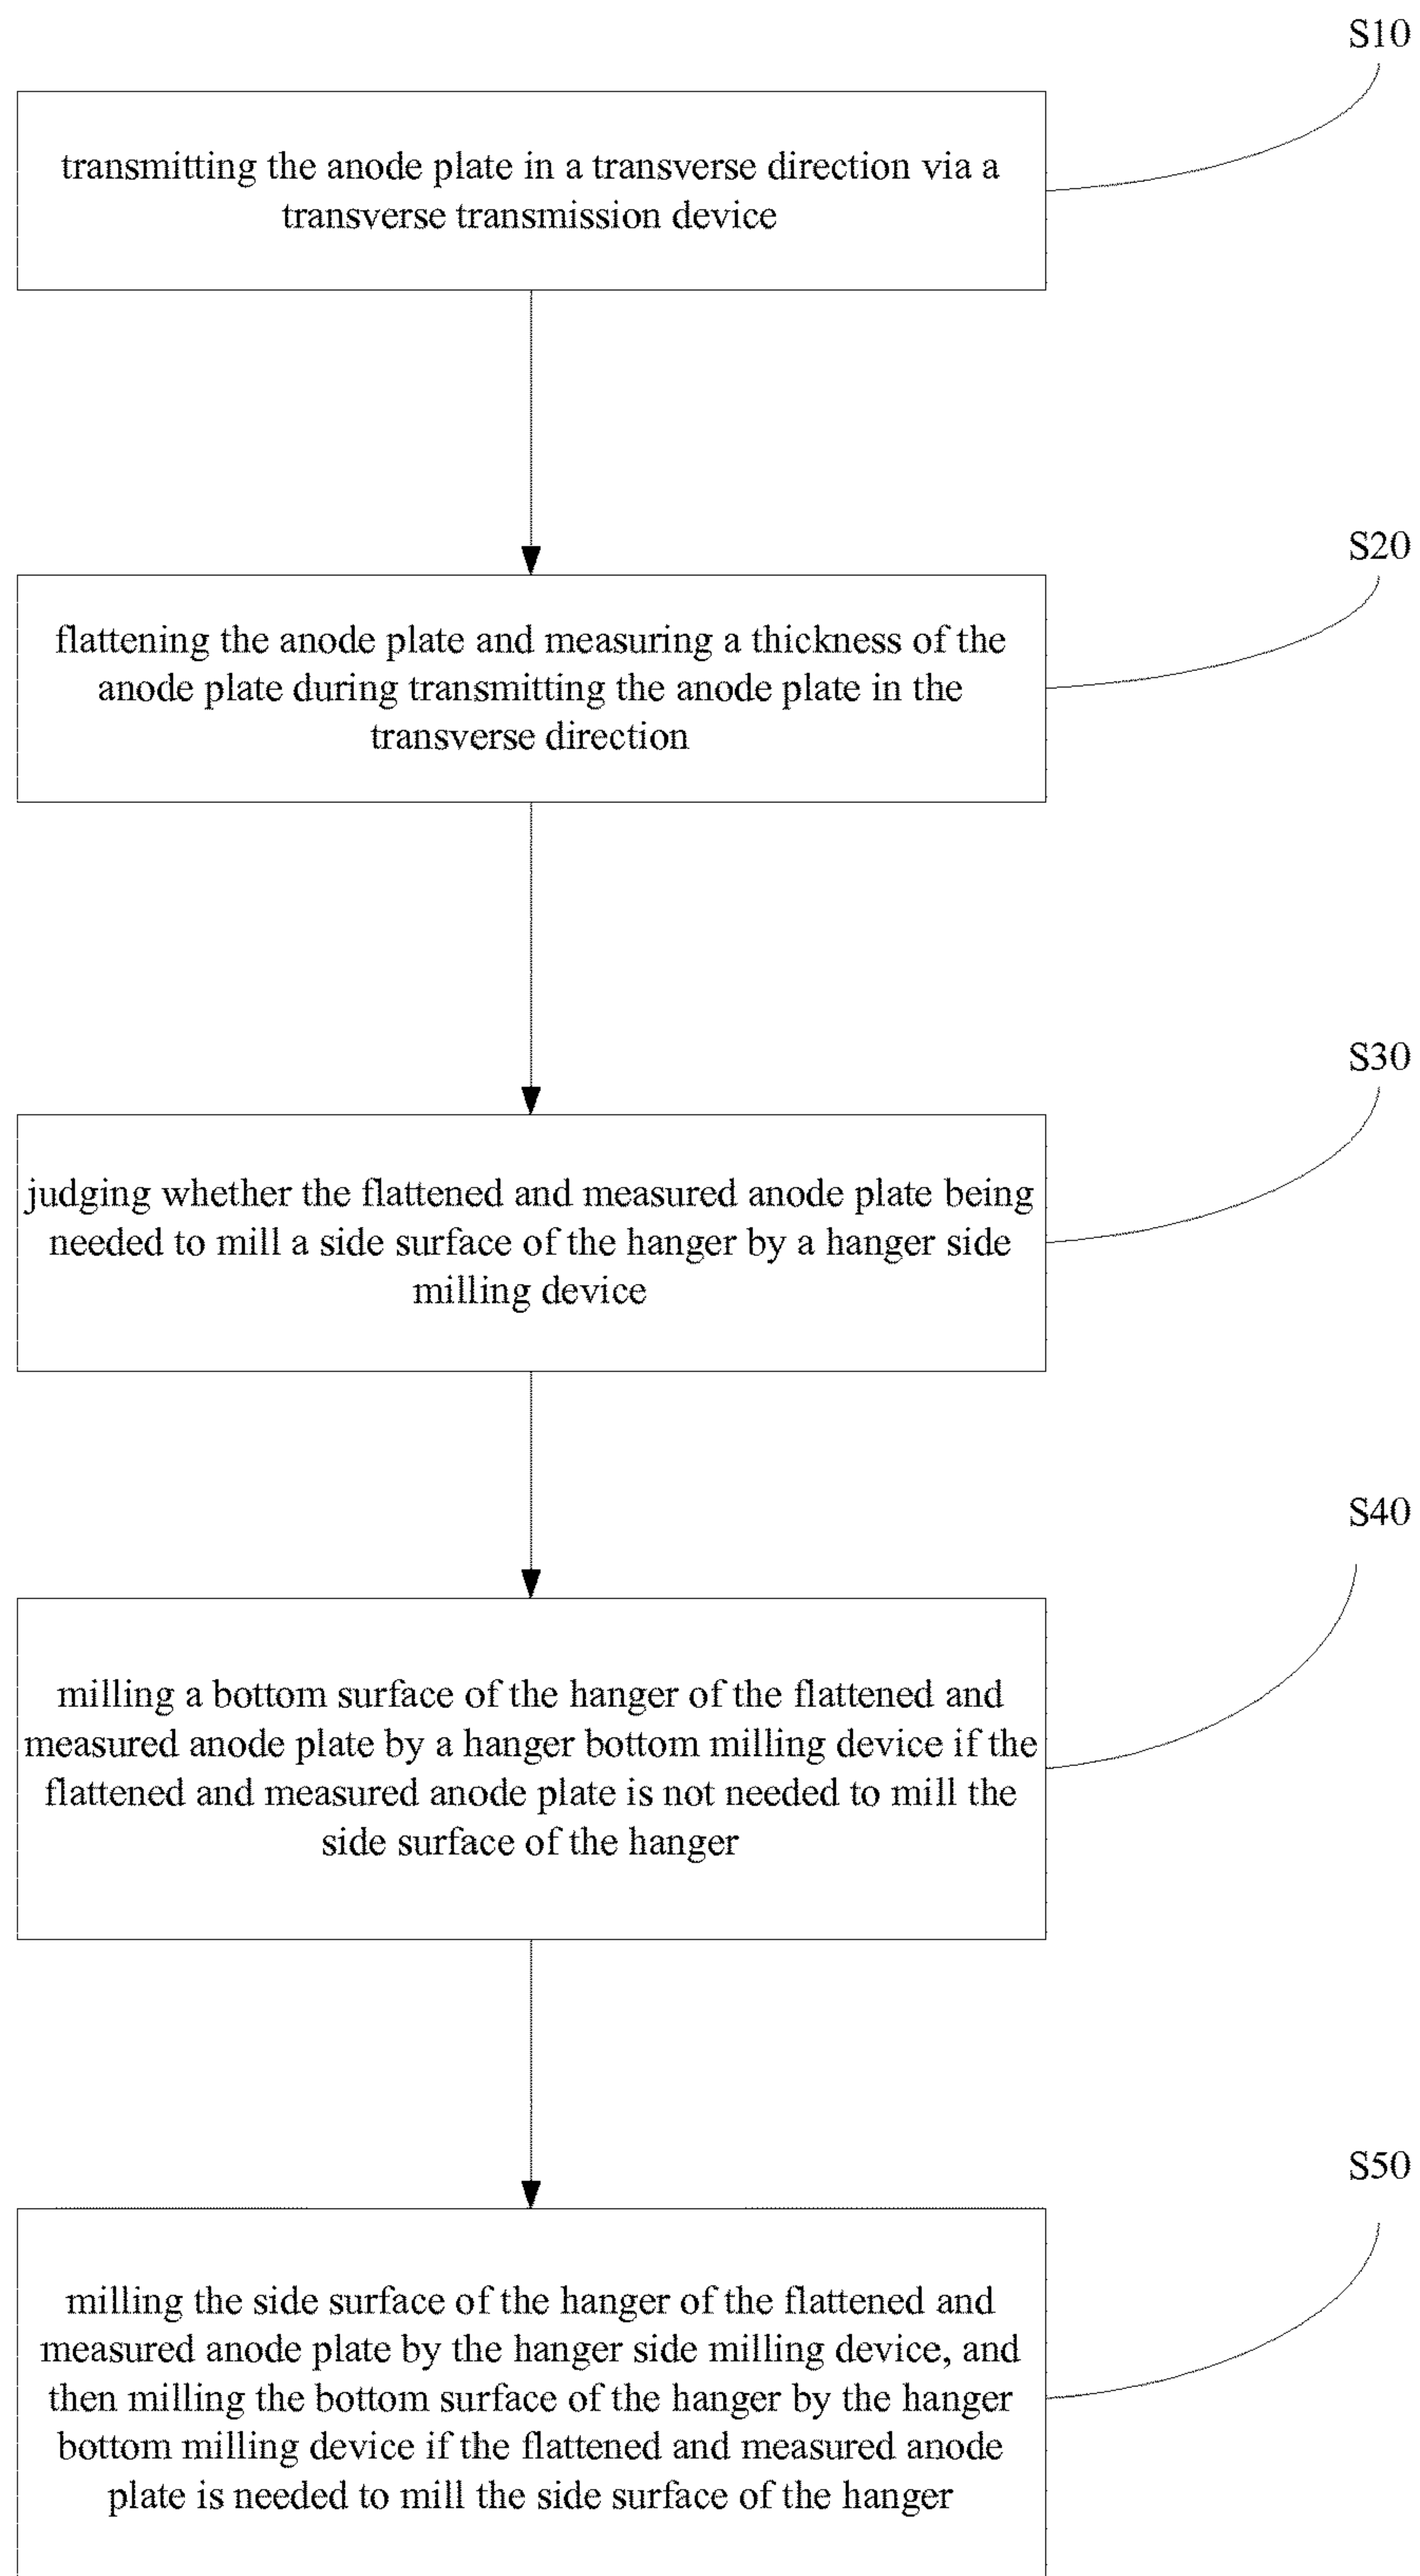 S10
transmitting the anode plate in a transverse direction via a
transverse transmission device
S20
flattening the anode plate and measuring a thickness of the
anode plate during transmitting the anode plate in the
transverse direction
S30
judging whether the flattened and measured anode plate being
needed to mill a side surface of the hanger by a hanger side
milling device
S40
milling a bottom surface of the hanger of the flattened and
measured anode plate by a hanger bottom milling device if the
flattened and measured anode plate is not needed to mill the
side surface of the hanger
S50
milling the side surface of the hanger of the flattened and
measured anode plate by the hanger side milling device, and
then milling the bottom surface of the hanger by the hanger
bottom milling device if the flattened and measured anode
plate is needed to mill the side surface of the hanger